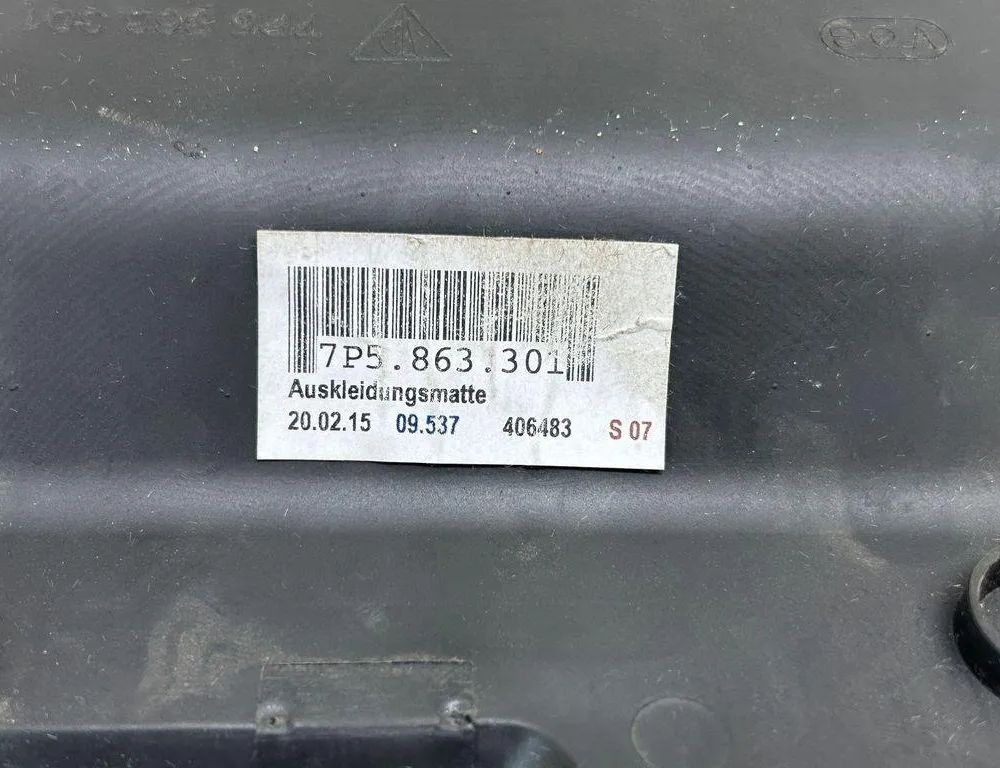 7P5.863.301
Auskleidungsmatte
20.02.15 09.537 406483 S 07